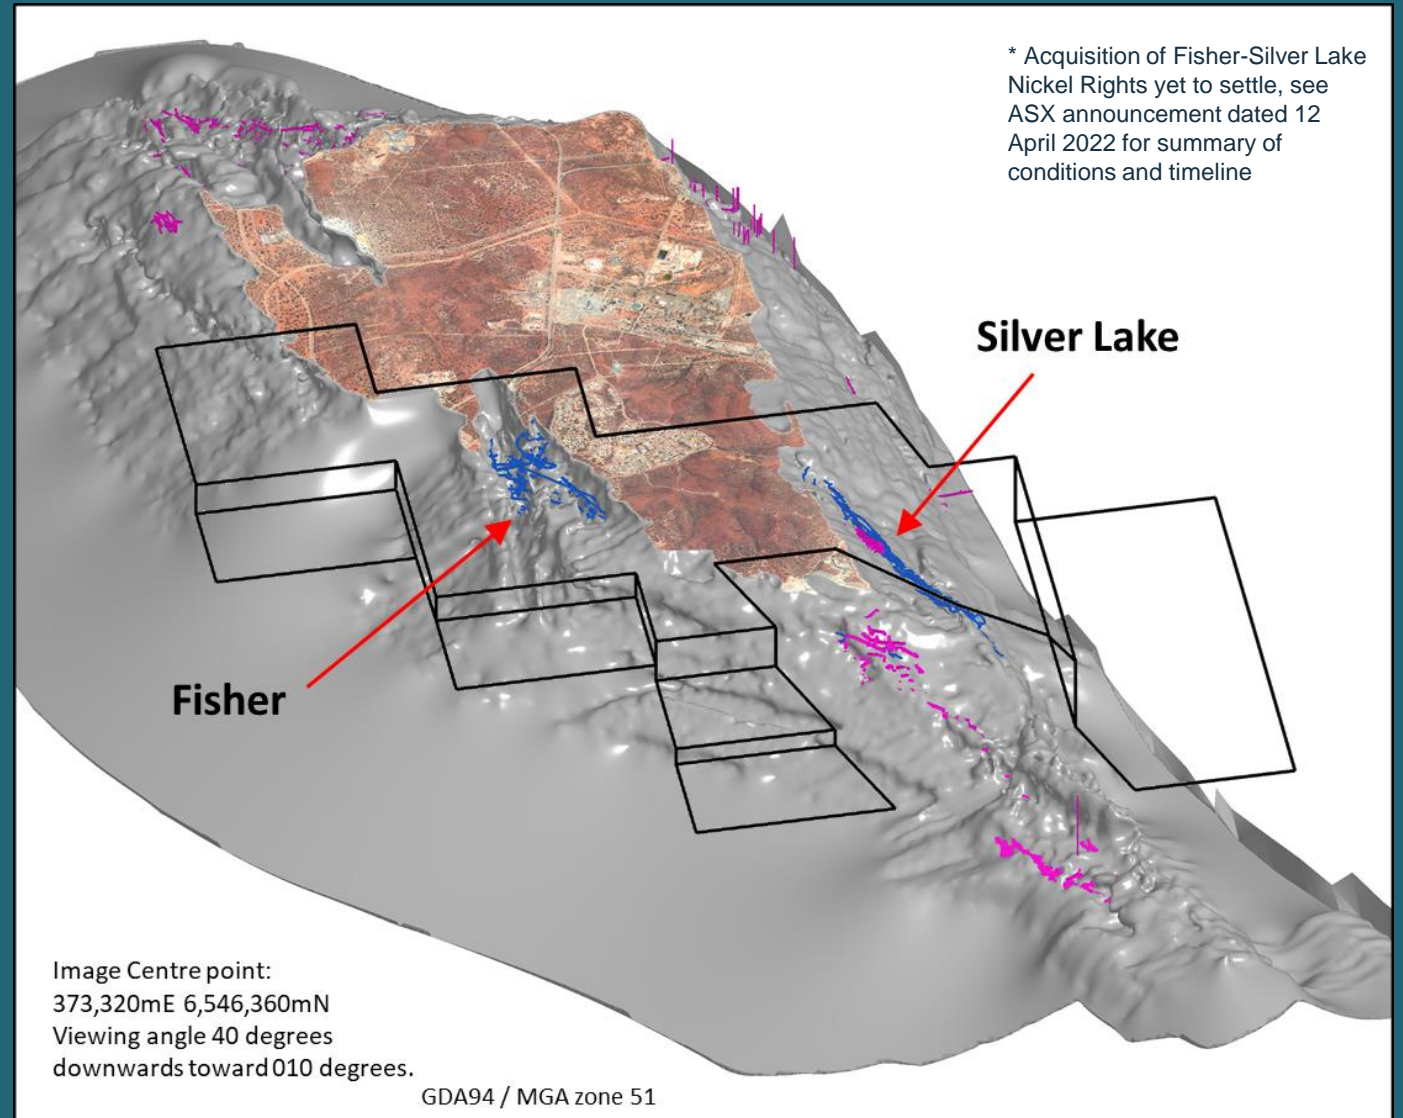 * Acquisition of Fisher-Silver Lake
Nickel Rights yet to settle, see
ASX announcement dated 12
April 2022 for summary of
conditions and timeline
Silver Lake
Fisher
Image Centre point:
373,320mE 6,546,360mN
Viewing angle 40 degrees
downwards toward 010 degrees.
GDA94 / MGA zone 51